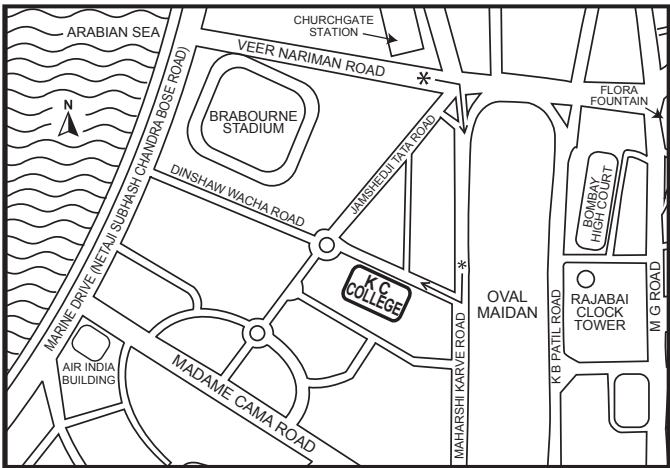 ARABIAN SEA
CHURCHGATE
STATION
VEER NARIMAN ROAD
*
FLORA
FOUNTAIN
N
BRABOURNE
STADIUM
MARINE DRIVE (NETAJI SUBHASH CHANDRA BOSE ROAD)
JAMSHEDJI TATA ROAD
DINSHAW WACHA ROAD
BOMBAY
HIGH COURT
*
K C
COLLEGE
OVAL
MAIDAN
RAJABAI
CLOCK
TOWER
M G ROAD
K B PATIL ROAD
MAHARSHI KARVE ROAD
AIR INDIA
BUILDING
MADAME CAMA ROAD